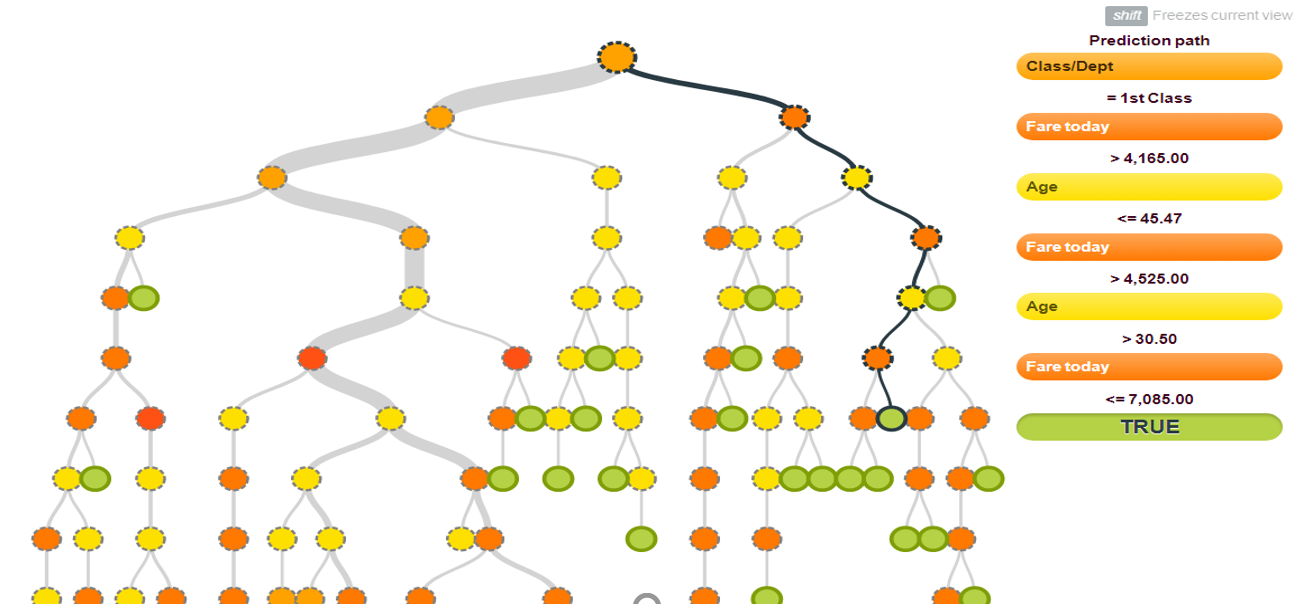 shift Freezes current view
Prediction path
Class/Dept
= 1st Class
Fare today
> 4,165.00
Age
<= 45.47
Fare today
> 4,525.00
Age
> 30.50
Fare today
<= 7,085.00
TRUE